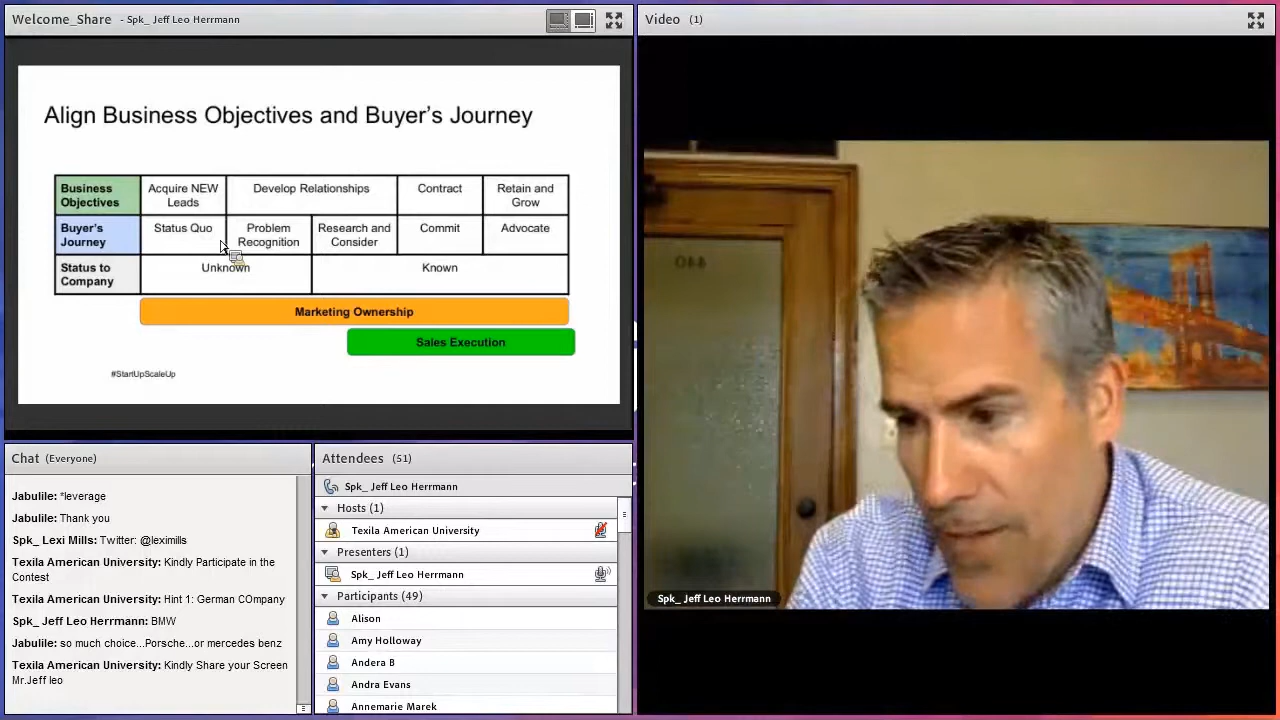 Welcome_Share - Spk_ Jeff Leo Herrmann
Align Business Objectives and Buyer's Journey
Business Objectives
Acquire NEW Leads
Develop Relationships
Contract
Retain and Grow
Buyer's Journey
Status Quo
Problem Recognition
Research and Consider
Commit
Advocate
Status to Company
Unknown
Known
Marketing Ownership
Sales Execution
#StartUpScaleUp
Chat (Everyone)
Jabulile: *leverage
Jabulile: Thank you
Spk_ Lexi Mills: Twitter: @leximills
Texila American University: Kindly Participate in the
Contest
Texila American University: Hint 1: German COmpany
Spk_ Jeff Leo Herrmann: BMW
Jabulile: so much choice...Porsche...or mercedes benz
Texila American University: Kindly Share your Screen
Mr.Jeff leo
Attendees (51)
Spk_ Jeff Leo Herrmann
Hosts (1)
Texila American University
Presenters (1)
Spk_ Jeff Leo Herrmann
Participants (49)
Alison
Amy Holloway
Andera B
Andra Evans
Annemarie Marek
Video (1)
440
Spk_ Jeff Leo Herrmann